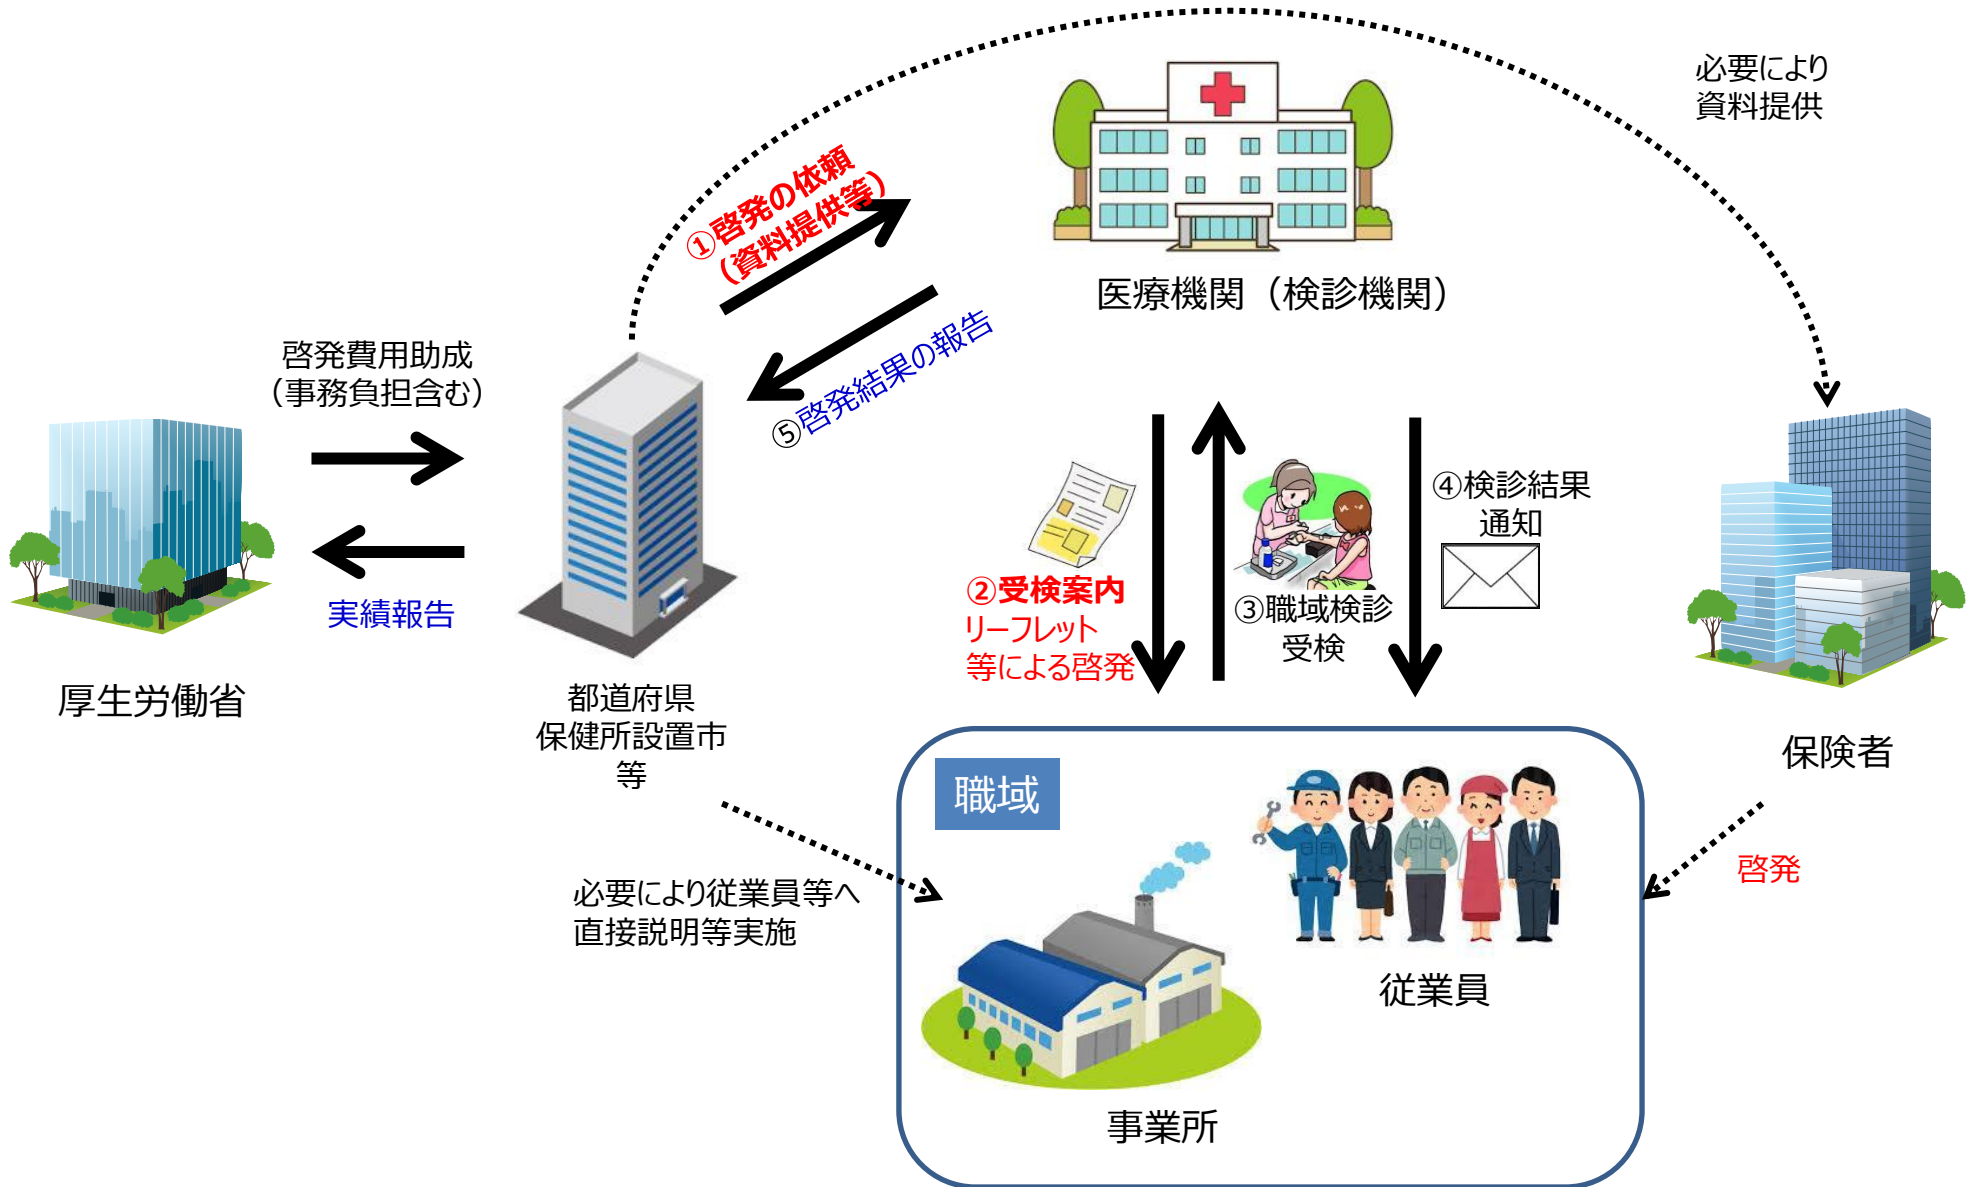 必要により
資料提供
①啓発の依頼
(資料提供等)
医療機関（検診機関）
⑤啓発結果の報告
啓発費用助成
（事務負担含む）
実績報告
厚生労働省
都道府県
保健所設置市
等
②受検案内
リーフレット
等による啓発
③職域検診
受検
④検診結果
通知
保険者
啓発
必要により従業員等へ
直接説明等実施
職域
従業員
事業所